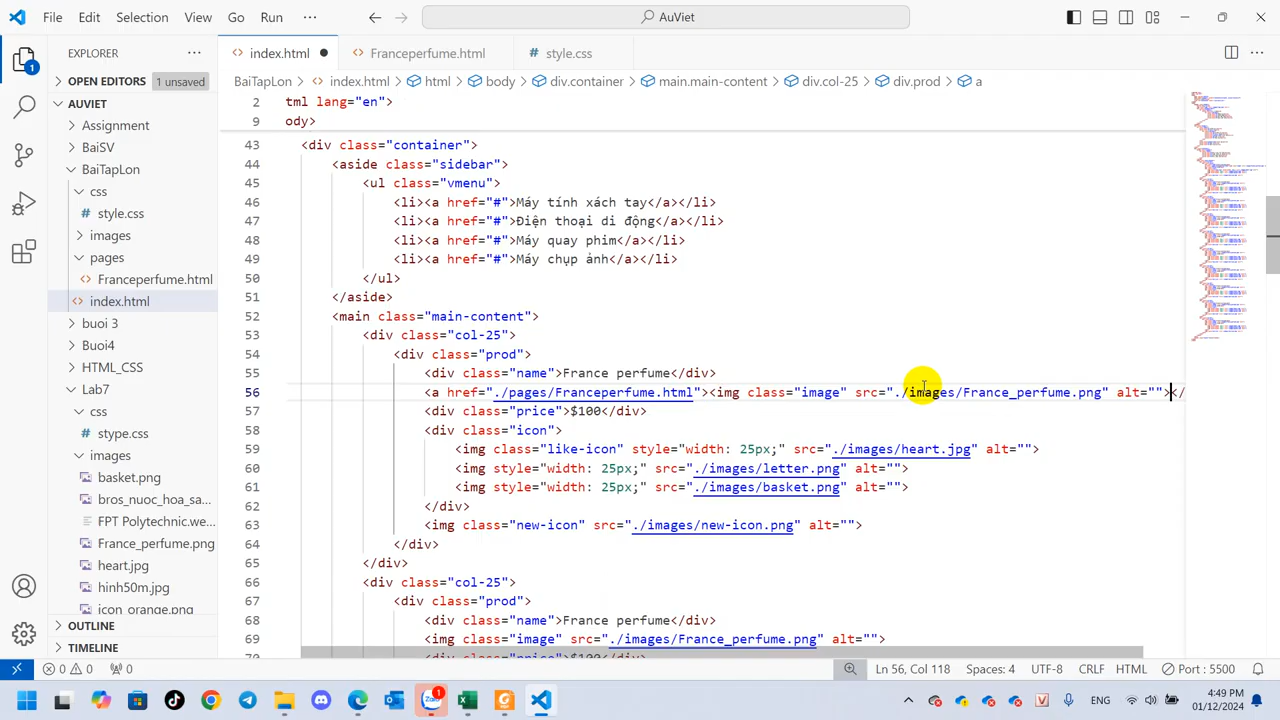 File Edit Selection View Go Run ··· AuViet
EXPLORER ···
OPEN EDITORS 1 unsaved
AUVIET
BaiSV
BaiTapLon
css
style.css
images
index.html
Buoi4
HTML_CSS
Lab7
css
stype.css
images
basket.png
bros_nuoc_hoa_sa...
FPT Polytechnic.we...
France_perfume.png
heart.jpg
hinh50m.jpg
icon_orange.png
OUTLINE
TIMELINE
index.html Franceperfume.html style.css
BaiTapLon > index.html > html > body > div.container > main.main-content > div.col-25 > div.prod > a
2 tml lang="en">
9 ody>
43 <div class="container">
44 <aside class="sidebar">
45 <ul class="vmenu">
46 <li><a href="#">Máy tính xách tay</a></li>
47 <li><a href="#">Điện thoại di động</a></li>
48 <li><a href="#">Máy quay phim</a></li>
49 <li><a href="#">Máy chụp ảnh</a></li>
50 </ul>
51 </aside>
52 <main class="main-content">
53 <div class="col-25">
54 <div class="prod">
55 <div class="name">France perfume</div>
56 <a href="./pages/Franceperfume.html"><img class="image" src="./images/France_perfume.png" alt=""></
57 <div class="price">$100</div>
58 <div class="icon">
59 <img class="like-icon" style="width: 25px;" src="./images/heart.jpg" alt="">
60 <img style="width: 25px;" src="./images/letter.png" alt="">
61 <img style="width: 25px;" src="./images/basket.png" alt="">
62 </div>
63 <img class="new-icon" src="./images/new-icon.png" alt="">
64 </div>
65 </div>
66 <div class="col-25">
67 <div class="prod">
68 <div class="name">France perfume</div>
69 <img class="image" src="./images/France_perfume.png" alt="">
70 <div class="price">$100</div>
0 0 0 Ln 56, Col 118 Spaces: 4 UTF-8 CRLF HTML Port : 5500
ENG 4:49 PM
01/12/2024